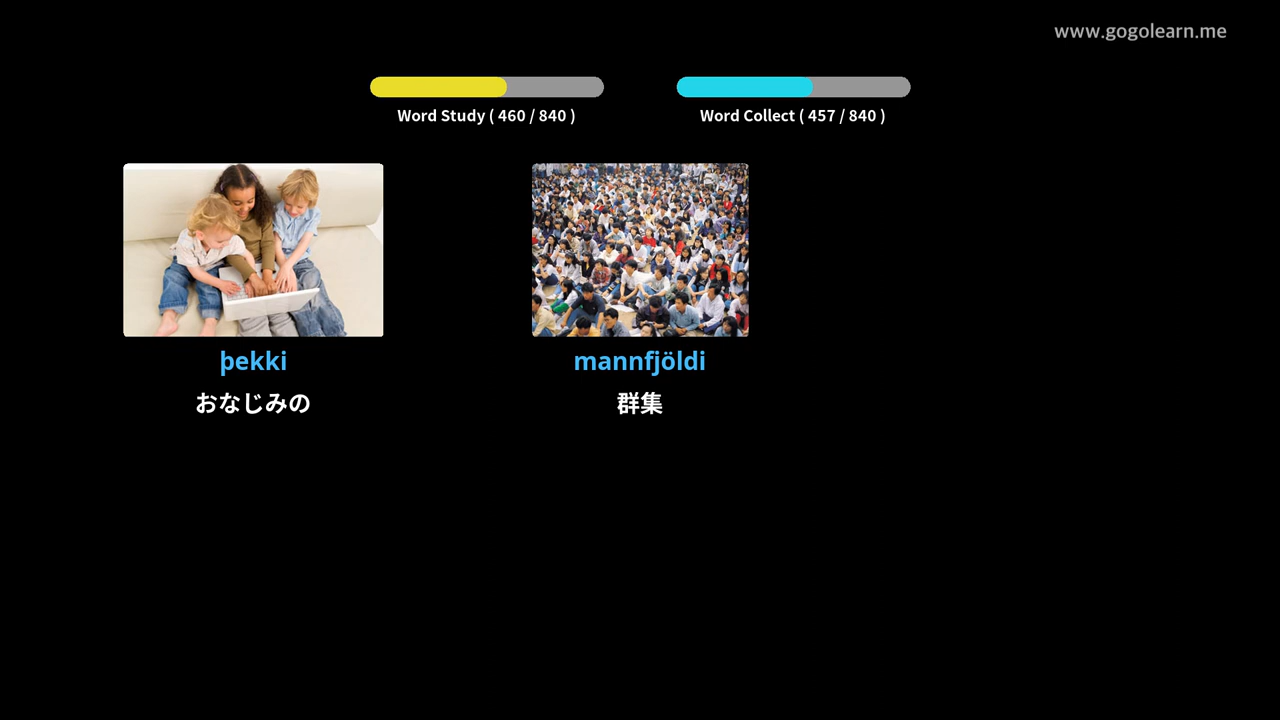 www.gogolearn.me
Word Study ( 460 / 840 )
Word Collect ( 457 / 840 )
þekki
おなじみの
mannfjöldi
群集